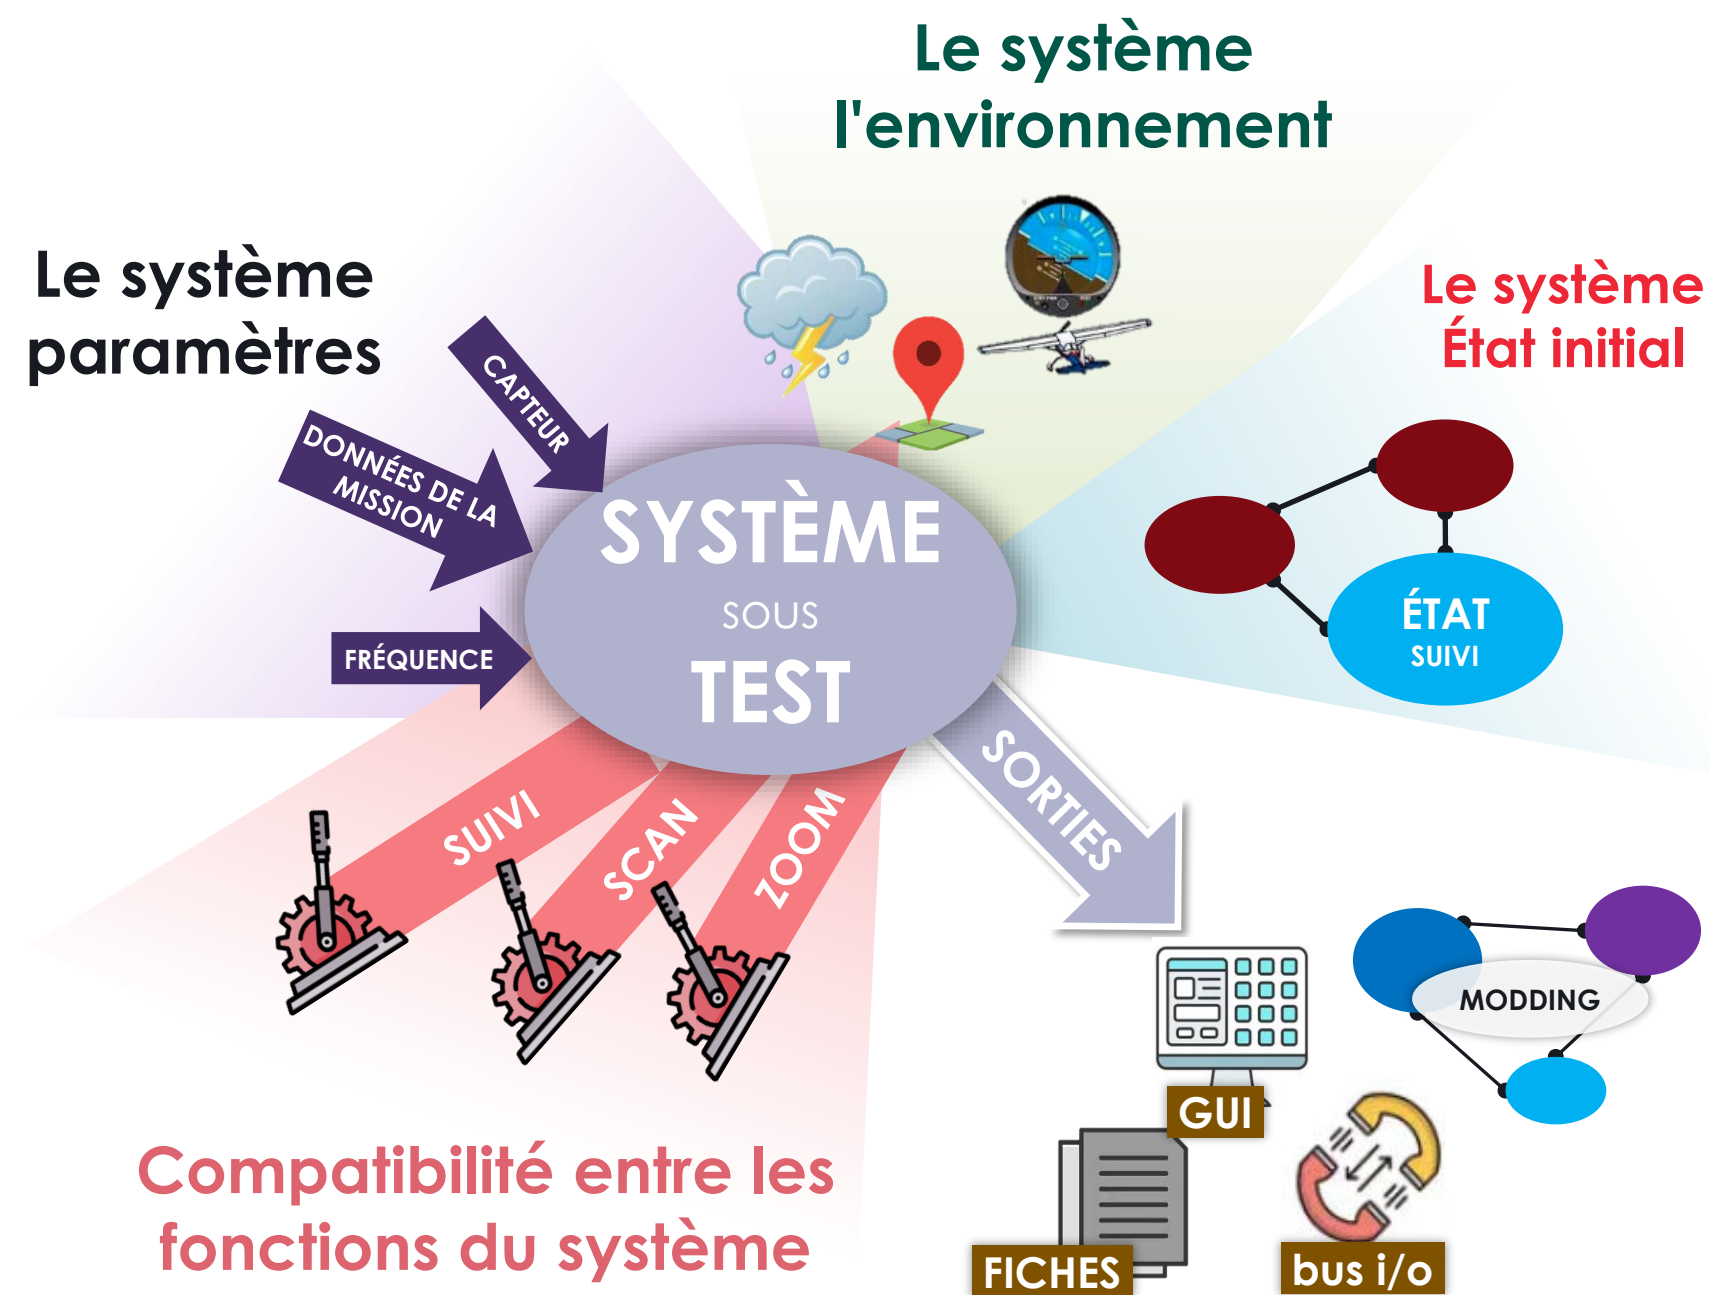 Le système
l'environnement
Le système
paramètres
Le système
État initial
CAPTEUR
DONNÉES DE LA
MISSION
FRÉQUENCE
SYSTÈME
SOUS
TEST
ÉTAT
SUIVI
SUIVI
SCAN
ZOOM
SORTIES
MODDING
GUI
FICHES
bus i/o
Compatibilité entre les
fonctions du système